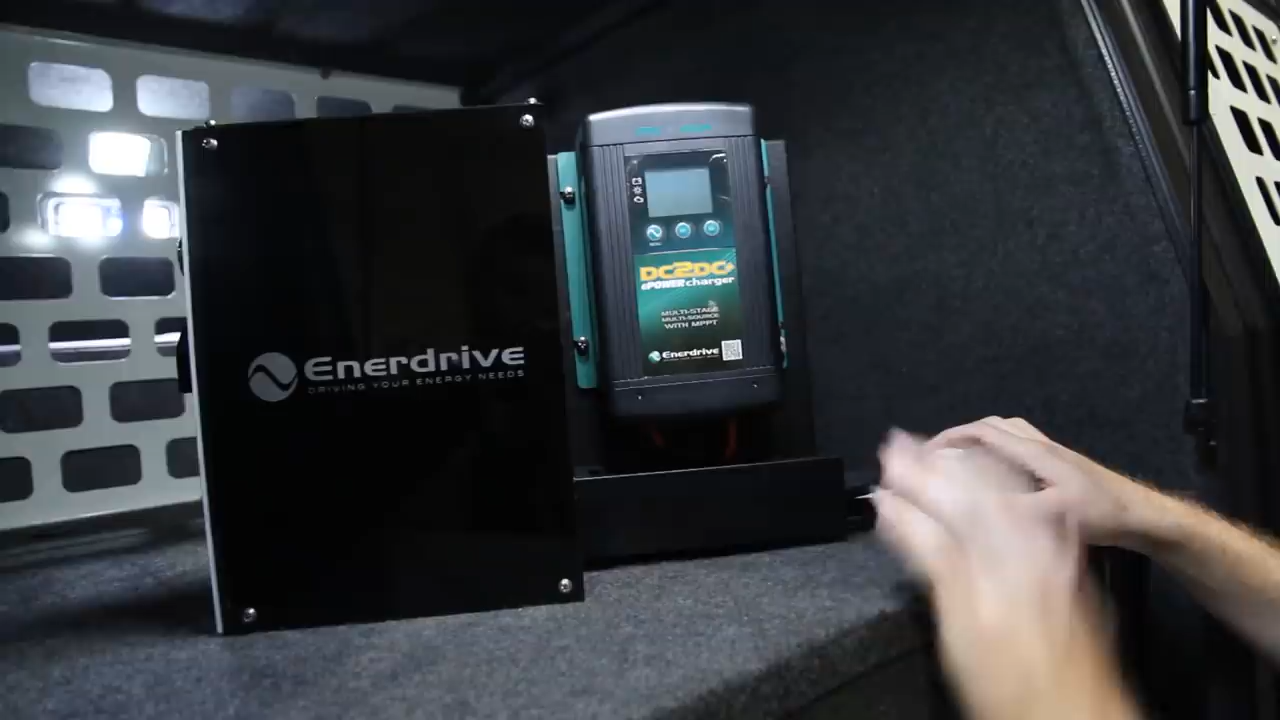 Enerdrive
DRIVING YOUR ENERGY NEEDS
DC2DC+
ePOWER charger
MULTI-STAGE
MULTI-SOURCE
WITH MPPT
Enerdrive